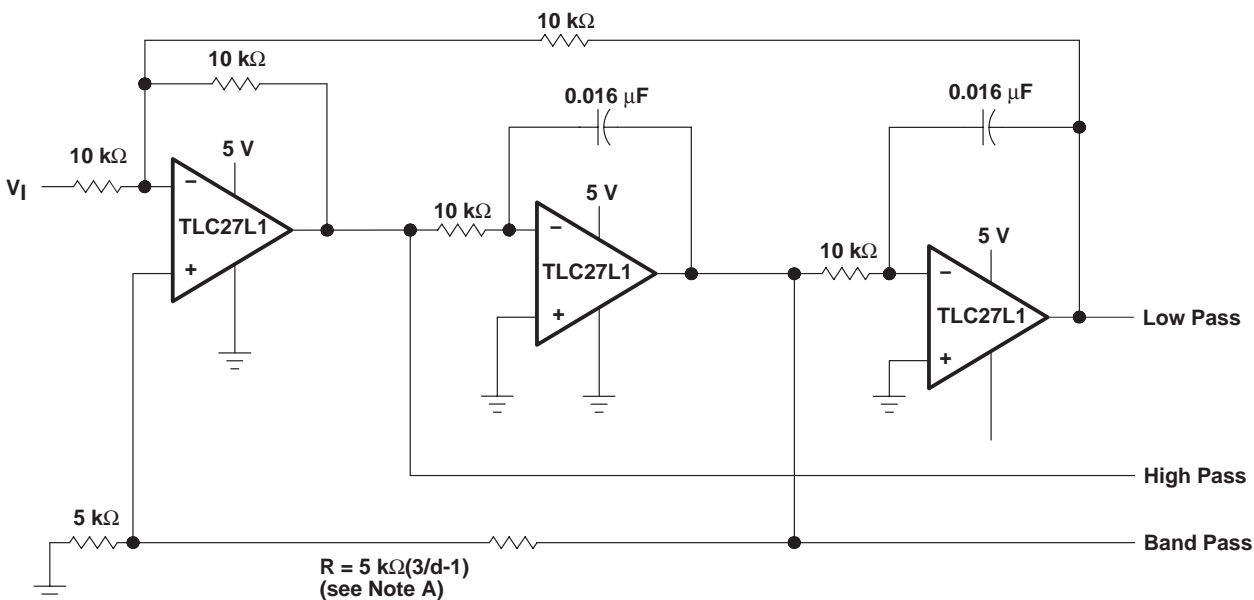 10 kΩ
10 kΩ
0.016 μF
0.016 μF
10 kΩ
5 V
VI
−
TLC27L1
+
10 kΩ
5 V
−
TLC27L1
+
10 kΩ
5 V
−
TLC27L1
+
Low Pass
High Pass
5 kΩ
Band Pass
R = 5 kΩ(3/d-1)
(see Note A)